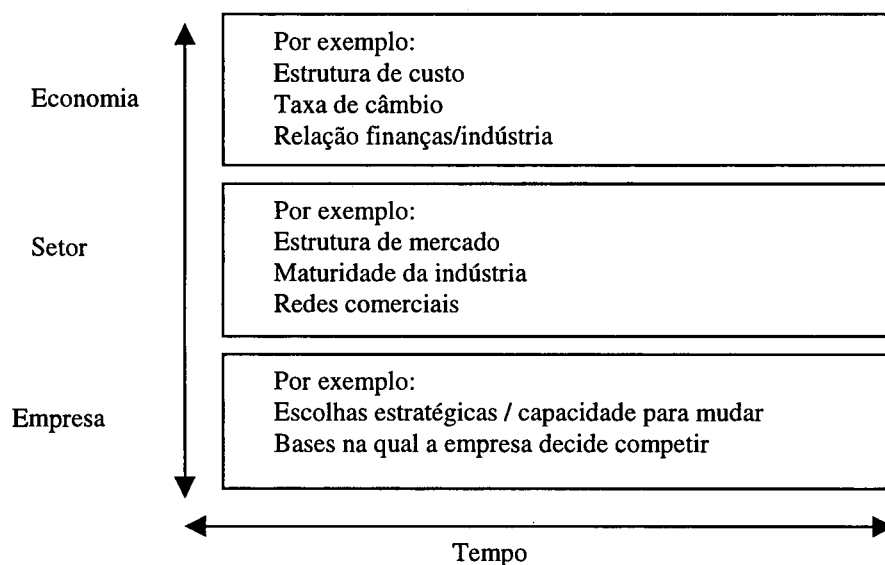 Economia
Por exemplo:
Estrutura de custo
Taxa de câmbio
Relação finanças/indústria
Setor
Por exemplo:
Estrutura de mercado
Maturidade da indústria
Redes comerciais
Empresa
Por exemplo:
Escolhas estratégicas / capacidade para mudar
Bases na qual a empresa decide competir
Tempo